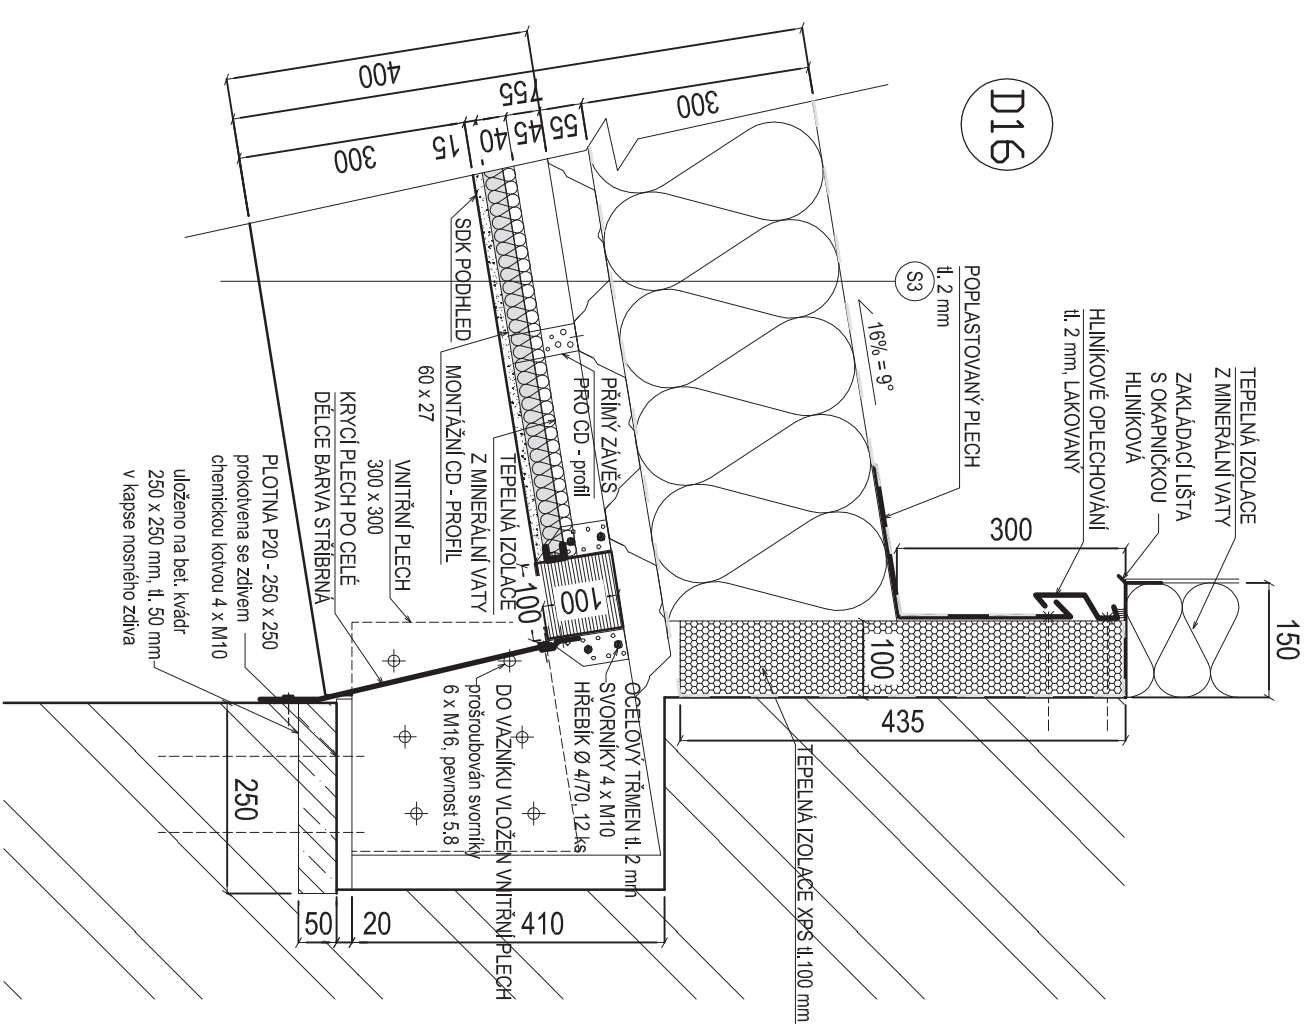 D16
S3
POPLASTOVANÝ PLECH
tl. 2 mm
16% = 9°
HLINÍKOVÉ OPLECHOVÁNÍ
tl. 2 mm, LAKOVANÝ
ZAKLÁDACÍ LIŠTA
S OKAPNIČKOU
HLINÍKOVÁ
TEPELNÁ IZOLACE
Z MINERÁLNÍ VATY
SDK PODHLED
MONTÁŽNÍ CD - PROFIL
60 x 27
TEPELNÁ IZOLACE
Z MINERÁLNÍ VATY
PŘÍMÝ ZÁVĚS
PRO CD - profil
KRYCÍ PLECH PO CELÉ
DÉLCE BARVA STŘÍBRNÁ
VNITŘNÍ PLECH
300 x 300
PLOTNA P20 - 250 x 250
prokotvena se zdivem
chemickou kotvou 4 x M10
uloženo na bet. kvádr
250 x 250 mm, tl. 50 mm
v kapse nosného zdiva
OCELOVÝ TŘMEN tl. 2 mm
SVORNÍKY 4 x M10
HŘEBÍK Ø 4/70, 12 ks
DO VAZNÍKU VLOŽEN VNITŘNÍ PLECH
prošroubován svorníky
6 x M16, pevnost 5.8
TEPELNÁ IZOLACE XPS tl.100 mm
400
755
300
15
40
45
55
300
300
150
100
435
100
100
250
50
20
410